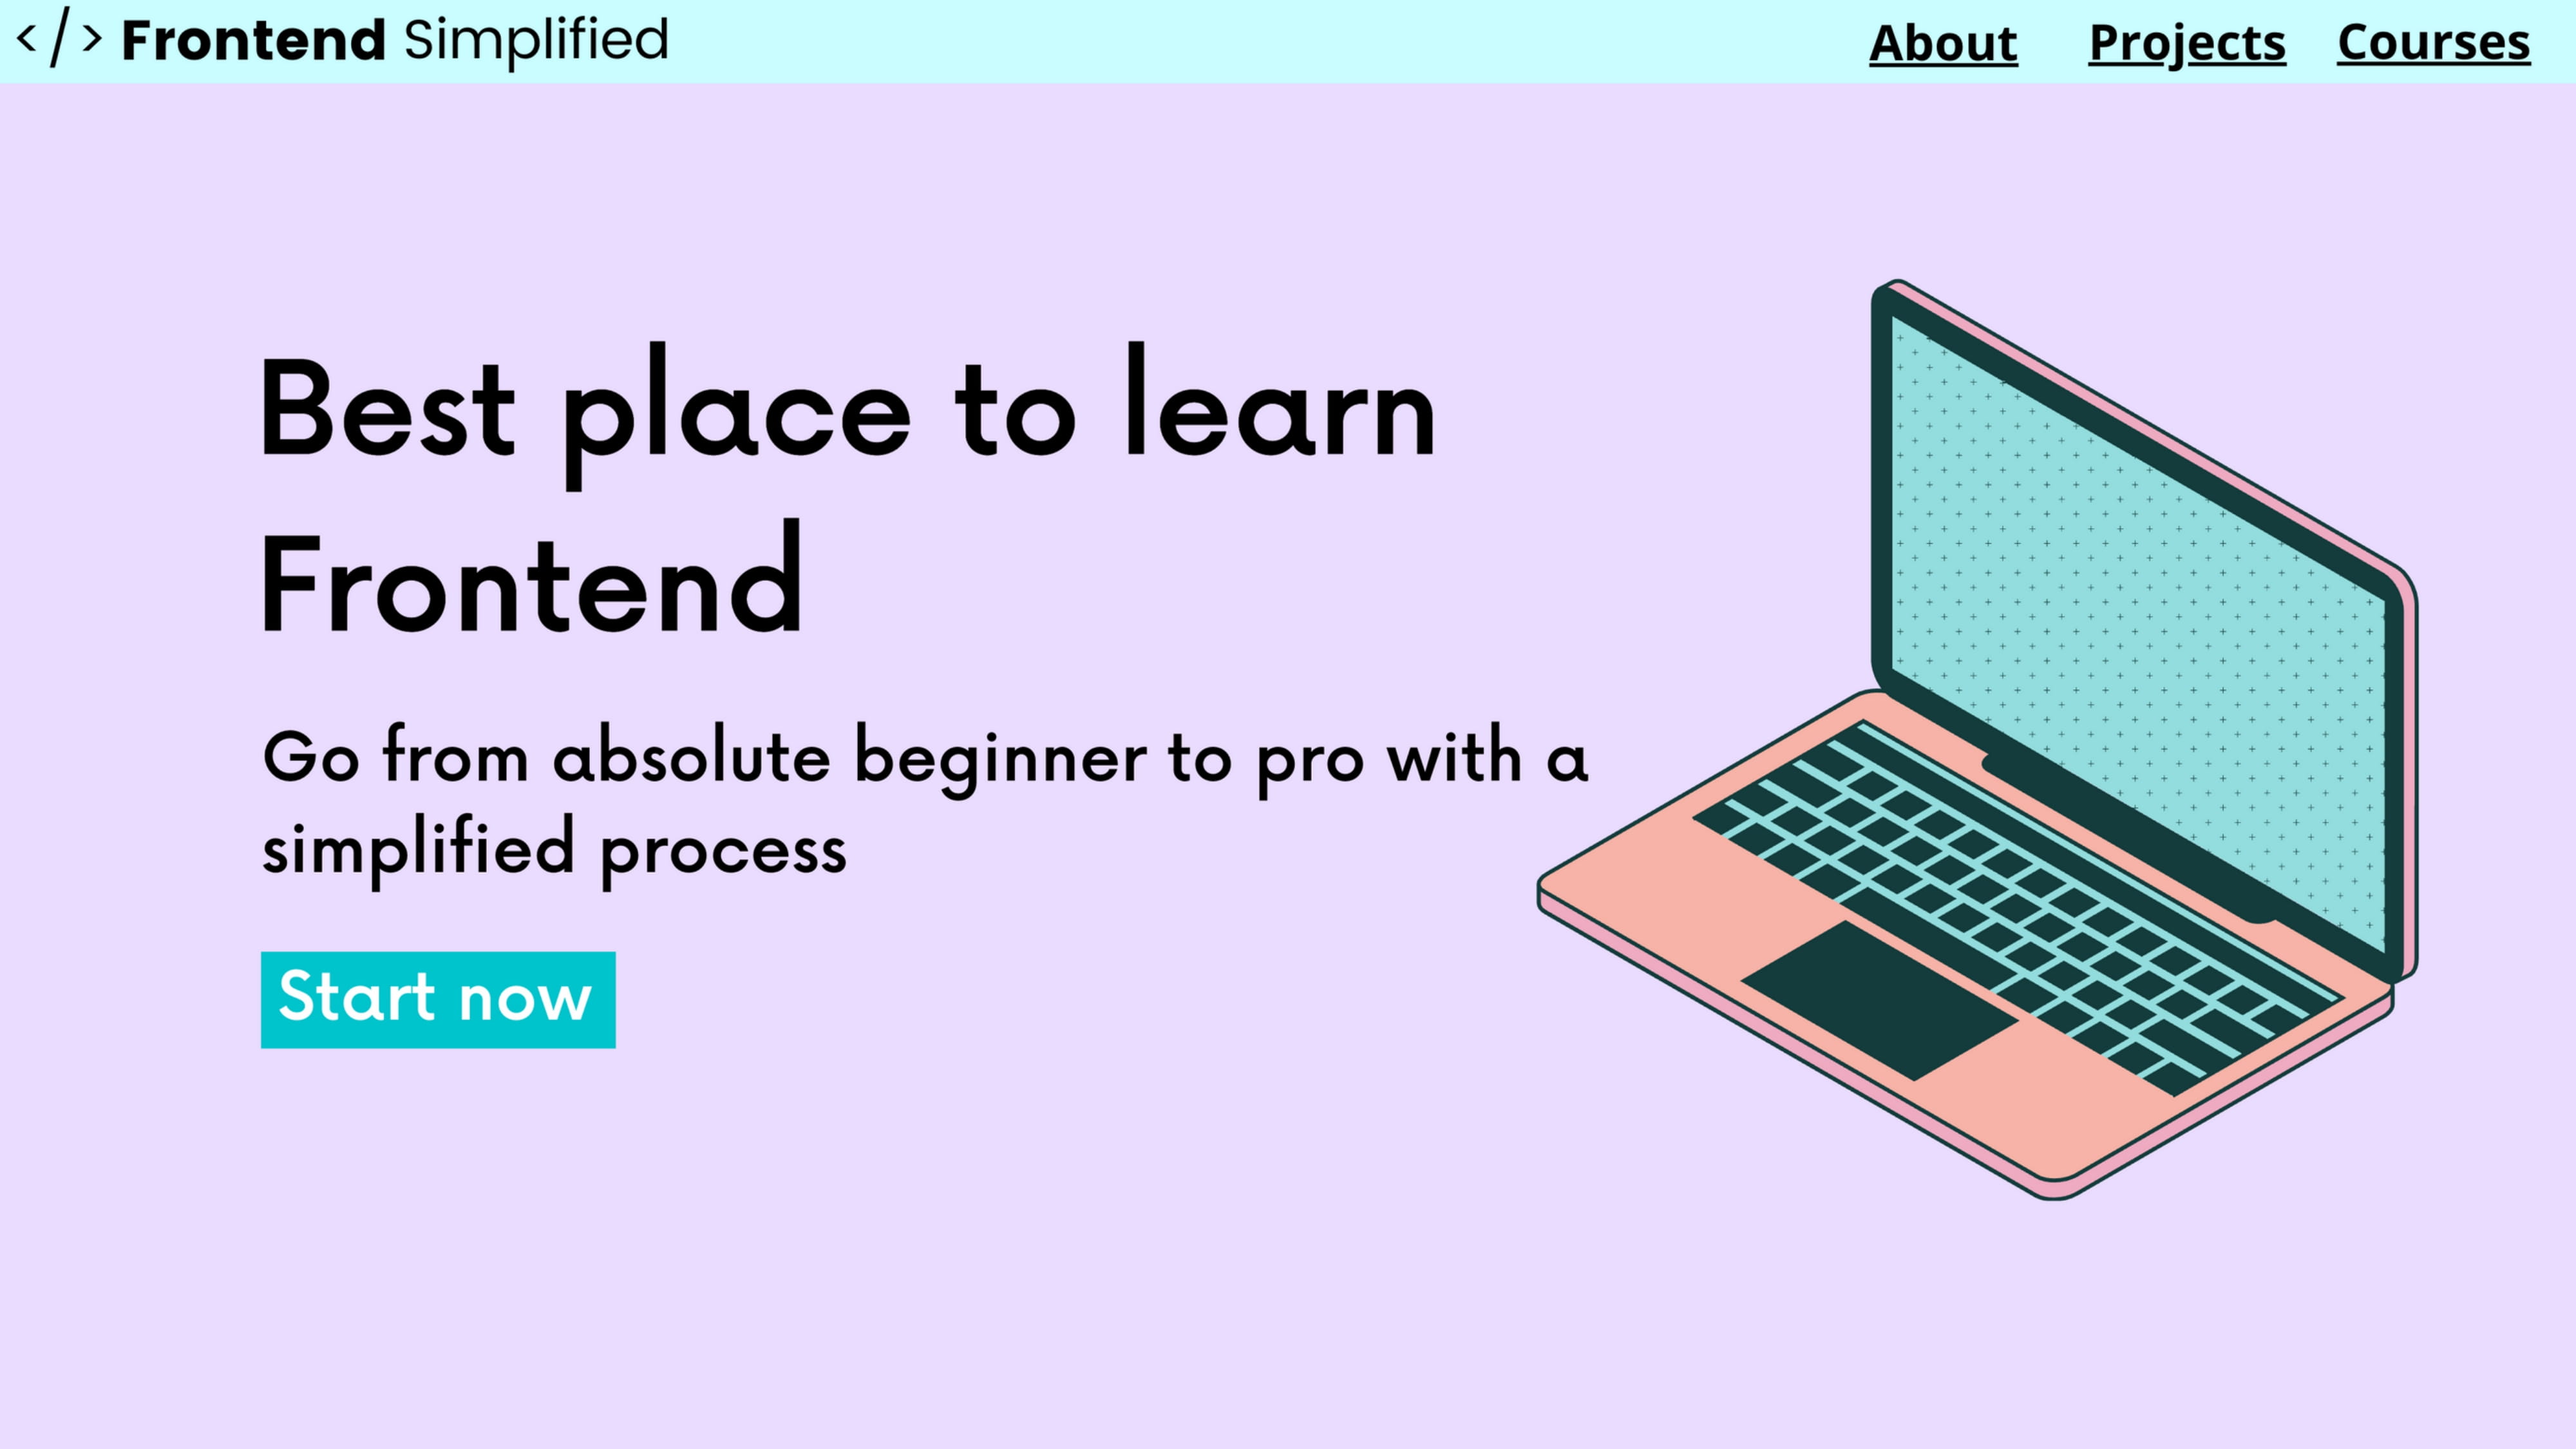 </> Frontend Simplified
About Projects Courses
Best place to learn
Frontend
Go from absolute beginner to pro with a
simplified process
Start now